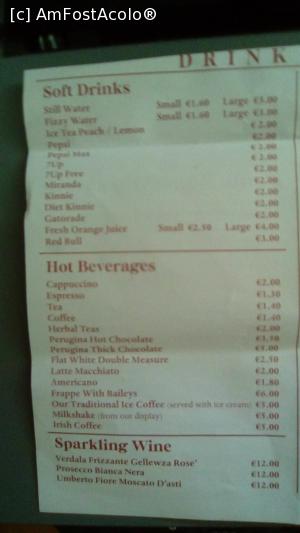 [c] AmFostAcolo®
DRINK
Soft Drinks
Still Water Small €1.60 Large €3.00
Fizzy Water Small €1.60 Large €3.00
Ice Tea Peach / Lemon €2.00
Pepsi €2.00
Pepsi Max €2.00
7Up €2.00
7Up Free €2.00
Miranda €2.00
Kinnie €2.00
Diet Kinnie €2.00
Gatorade €2.00
Fresh Orange Juice Small €2.50 Large €4.00
Red Bull €3.00
Hot Beverages
Cappuccino €2.00
Espresso €1.30
Tea €1.40
Coffee €1.40
Herbal Teas €2.00
Perugina Hot Chocolate €3.50
Perugina Thick Chocolate €3.00
Flat White Double Measure €2.50
Latte Macchiato €2.00
Americano €1.80
Frappe With Baileys €6.00
Our Traditional Ice Coffee (served with ice cream) €3.00
Milkshake (from our display) €5.00
Irish Coffee €5.00
Sparkling Wine
Verdala Frizzante Gellewza Rose' €12.00
Prosecco Bianca Nera €12.00
Umberto Fiore Moscato D'asti €12.00